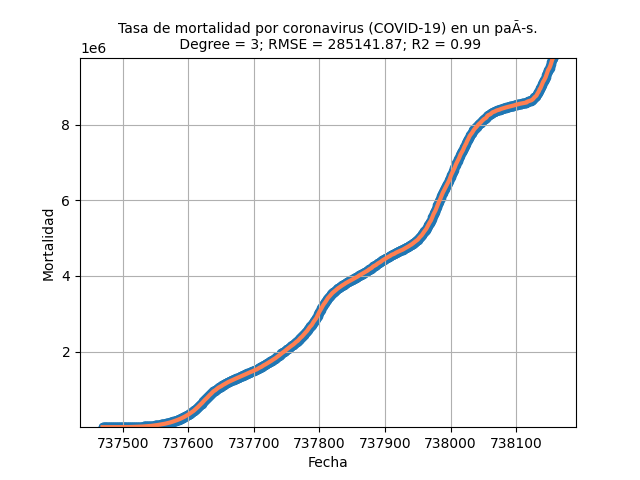 Tasa de mortalidad por coronavirus (COVID-19) en un paÃ-s.
Degree = 3; RMSE = 285141.87; R2 = 0.99
1e6
8
6
4
2
Mortalidad
737500 737600 737700 737800 737900 738000 738100
Fecha